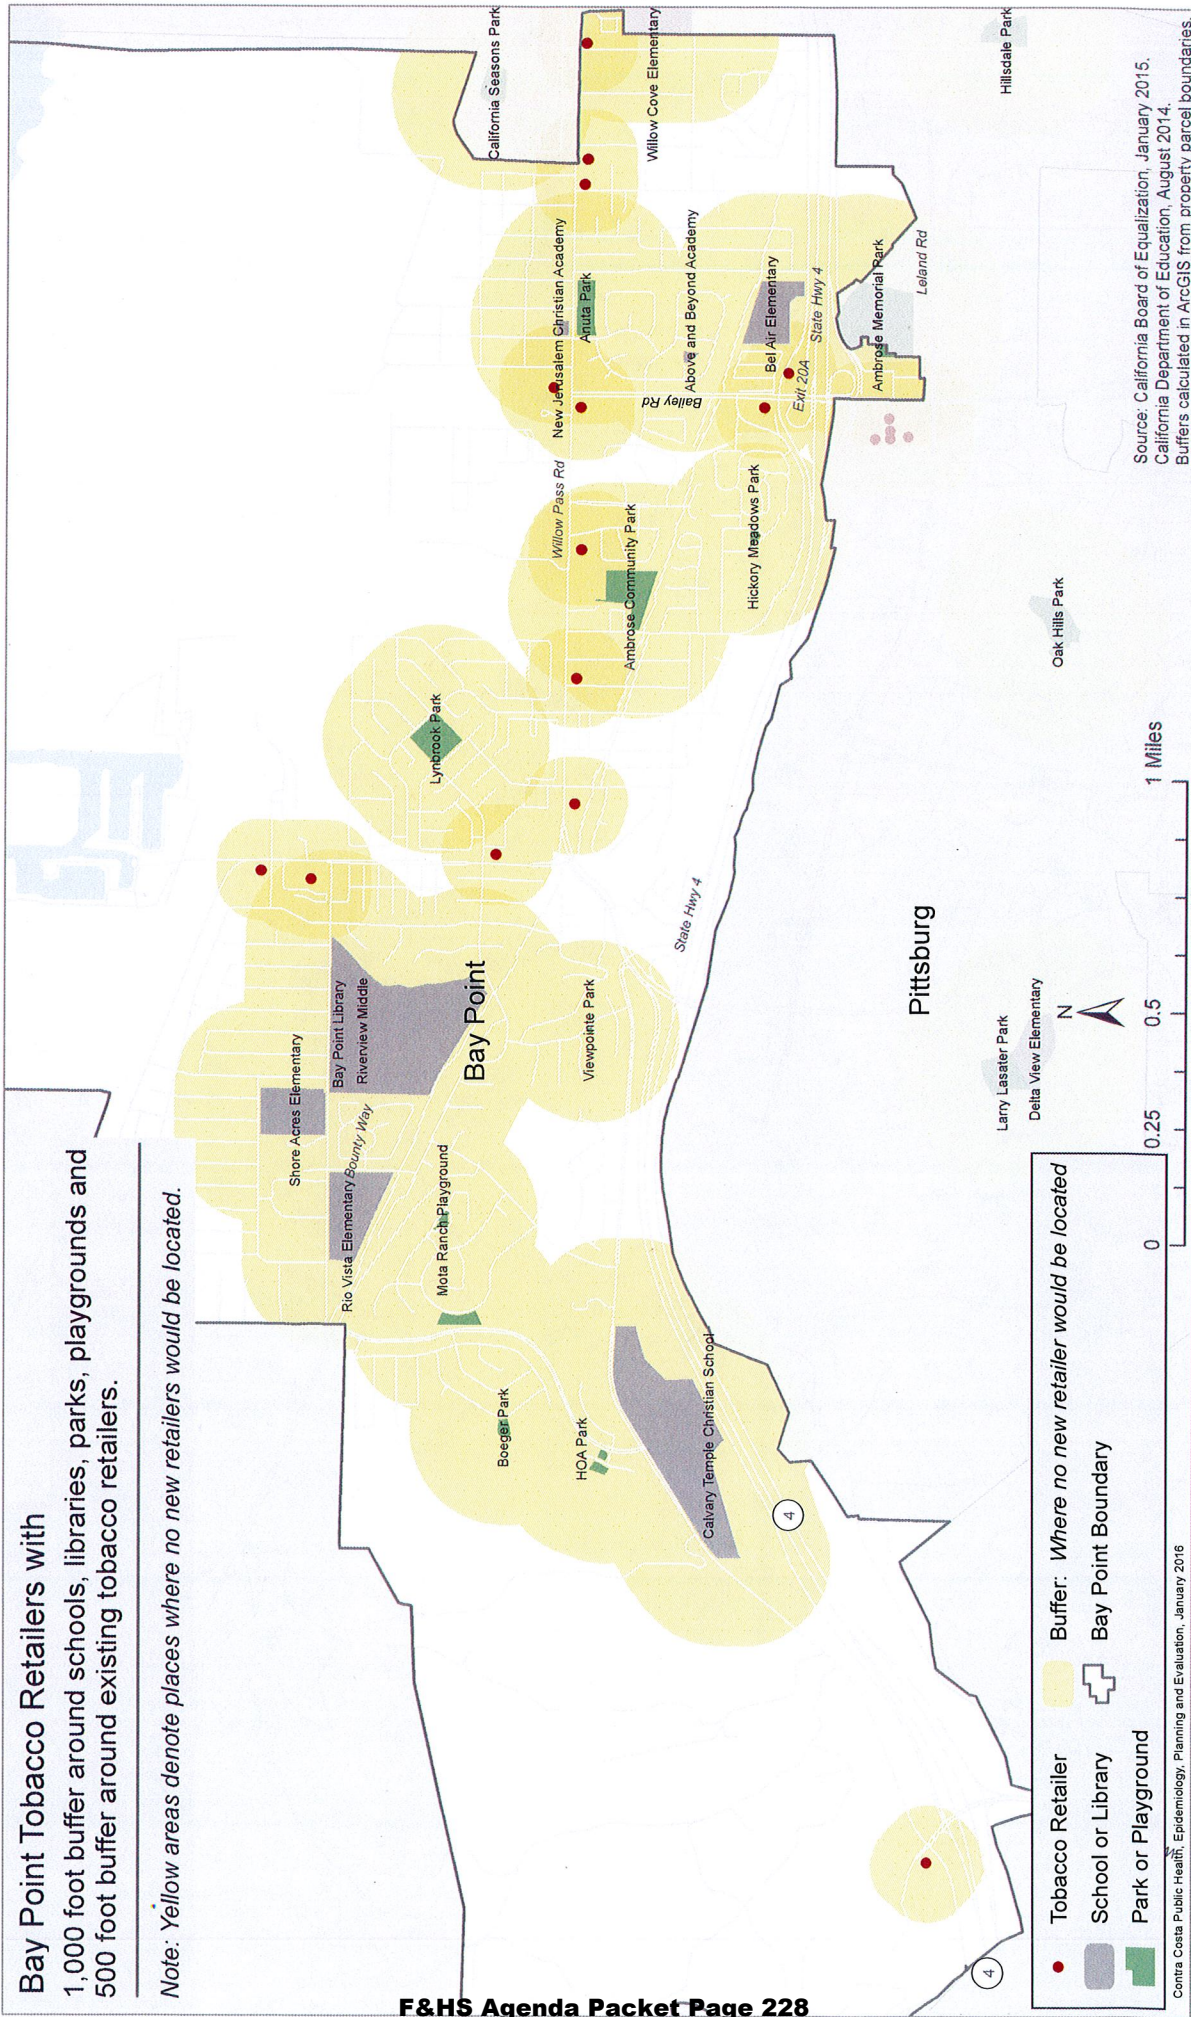 Bay Point Tobacco Retailers with
1,000 foot buffer around schools, libraries, parks, playgrounds and
500 foot buffer around existing tobacco retailers.
Note: Yellow areas denote places where no new retailers would be located.
Shore Acres Elementary
Bay Point Library
Riverview Middle
Rio Vista Elementary
Bounty Way
Mota Ranch Playground
Bay Point
Lynbrook Park
Viewpointe Park
Boeger Park
HOA Park
Calvary Temple Christian School
4
State Hwy 4
California Seasons Park
Willow Cove Elementary
New Jerusalem Christian Academy
Anuta Park
Willow Pass Rd
Bailey Rd
Above and Beyond Academy
Ambrose Community Park
Hickory Meadows Park
Bel Air Elementary
Exit 20A
State Hwy 4
Ambrose Memorial Park
Leland Rd
Hillsdale Park
Oak Hills Park
Pittsburg
Larry Lasater Park
Delta View Elementary
4
N
0
0.25
0.5
1 Miles
Tobacco Retailer
School or Library
Park or Playground
Buffer: Where no new retailer would be located
Bay Point Boundary
Source: California Board of Equalization, January 2015.
California Department of Education, August 2014.
Buffers calculated in ArcGIS from property parcel boundaries.
Contra Costa Public Health, Epidemiology, Planning and Evaluation, January 2016
F&HS Agenda Packet Page 228